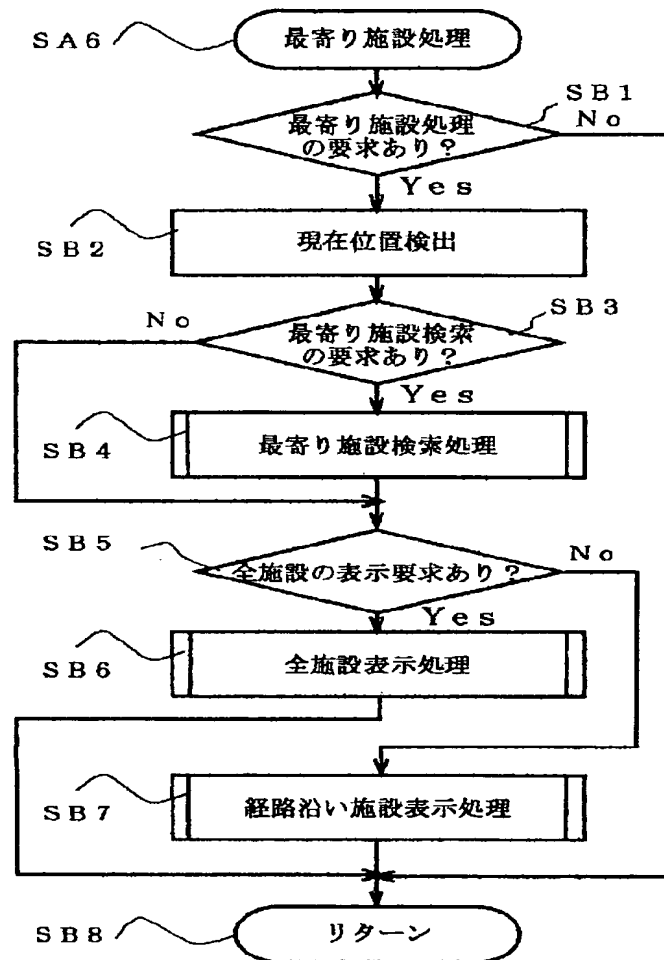 SA6
最寄り施設処理
SB1
最寄り施設処理
の要求あり？
No
Yes
SB2
現在位置検出
SB3
No
最寄り施設検索
の要求あり？
Yes
SB4
最寄り施設検索処理
SB5
全施設の表示要求あり？
No
Yes
SB6
全施設表示処理
SB7
経路沿い施設表示処理
SB8
リターン